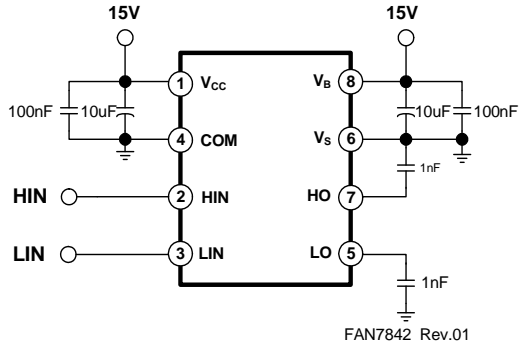 15V 15V
1 VCC VB 8
100nF 10uF 10uF 100nF
4 COM VS 6
1nF
HIN 2 HIN HO 7
LIN 3 LIN LO 5
1nF
FAN7842 Rev.01